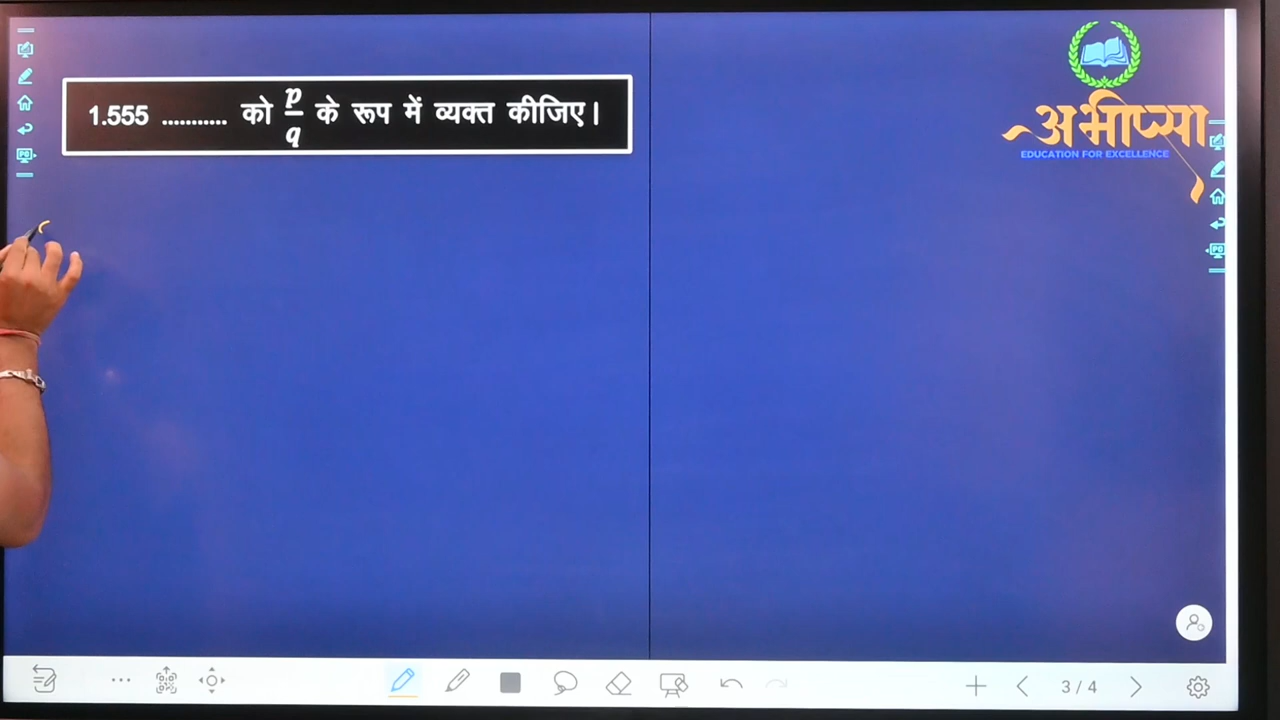 1.555 ........... को p/q के रूप में व्यक्त कीजिए।
अभीप्सा
EDUCATION FOR EXCELLENCE
3 / 4